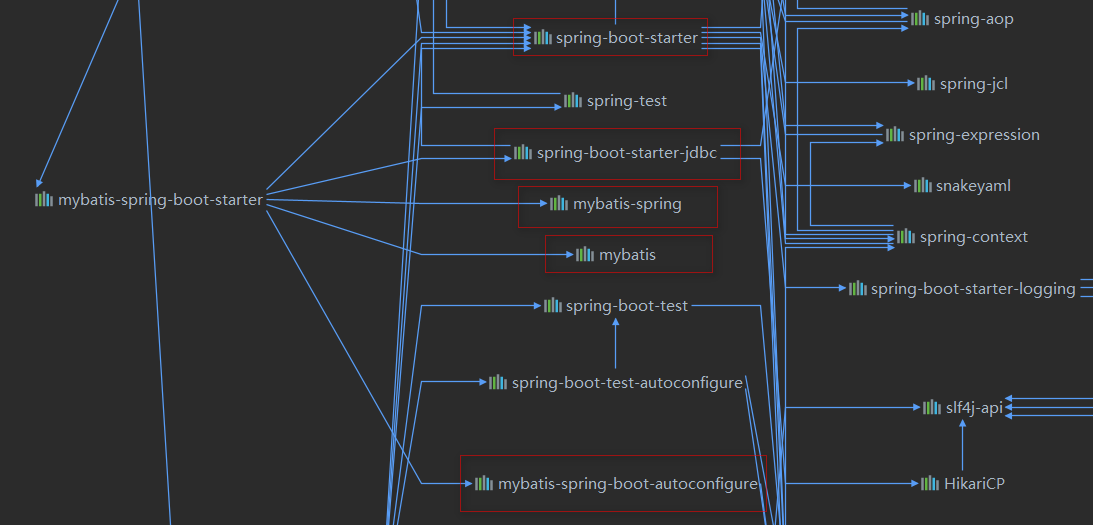 mybatis-spring-boot-starter
spring-boot-starter
spring-test
spring-boot-starter-jdbc
mybatis-spring
mybatis
spring-boot-test
spring-boot-test-autoconfigure
mybatis-spring-boot-autoconfigure
spring-aop
spring-jcl
spring-expression
snakeyaml
spring-context
spring-boot-starter-logging
slf4j-api
HikariCP